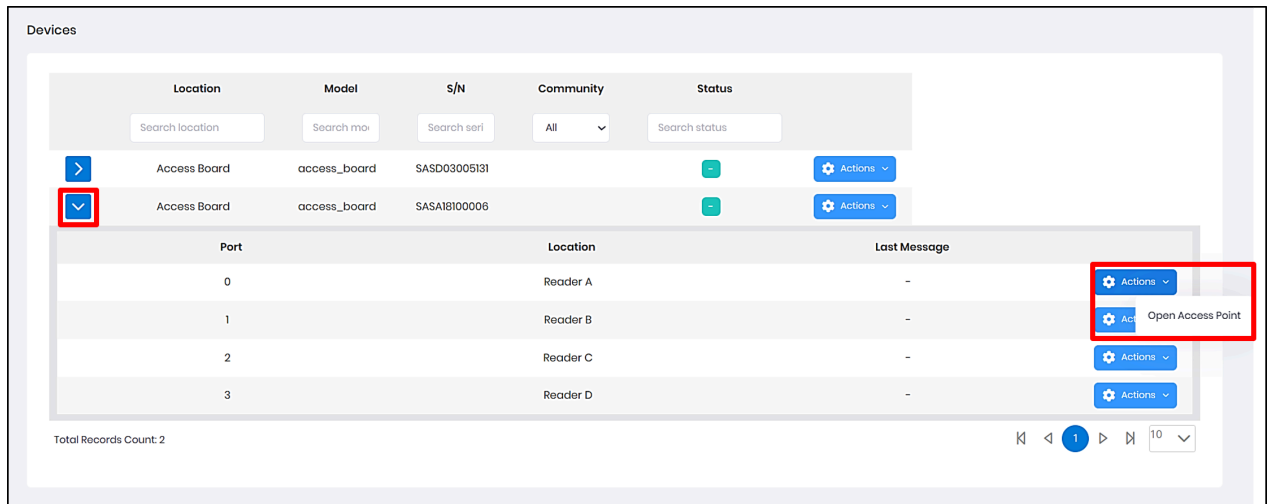 Devices
Location Model S/N Community Status
Search location Search mo Search seri All Search status
Access Board access_board SASD03005131 - Actions
Access Board access_board SASA18100006 - Actions
Port Location Last Message
0 Reader A - Actions
1 Reader B - Act Open Access Point
2 Reader C - Actions
3 Reader D - Actions
Total Records Count: 2 1 10